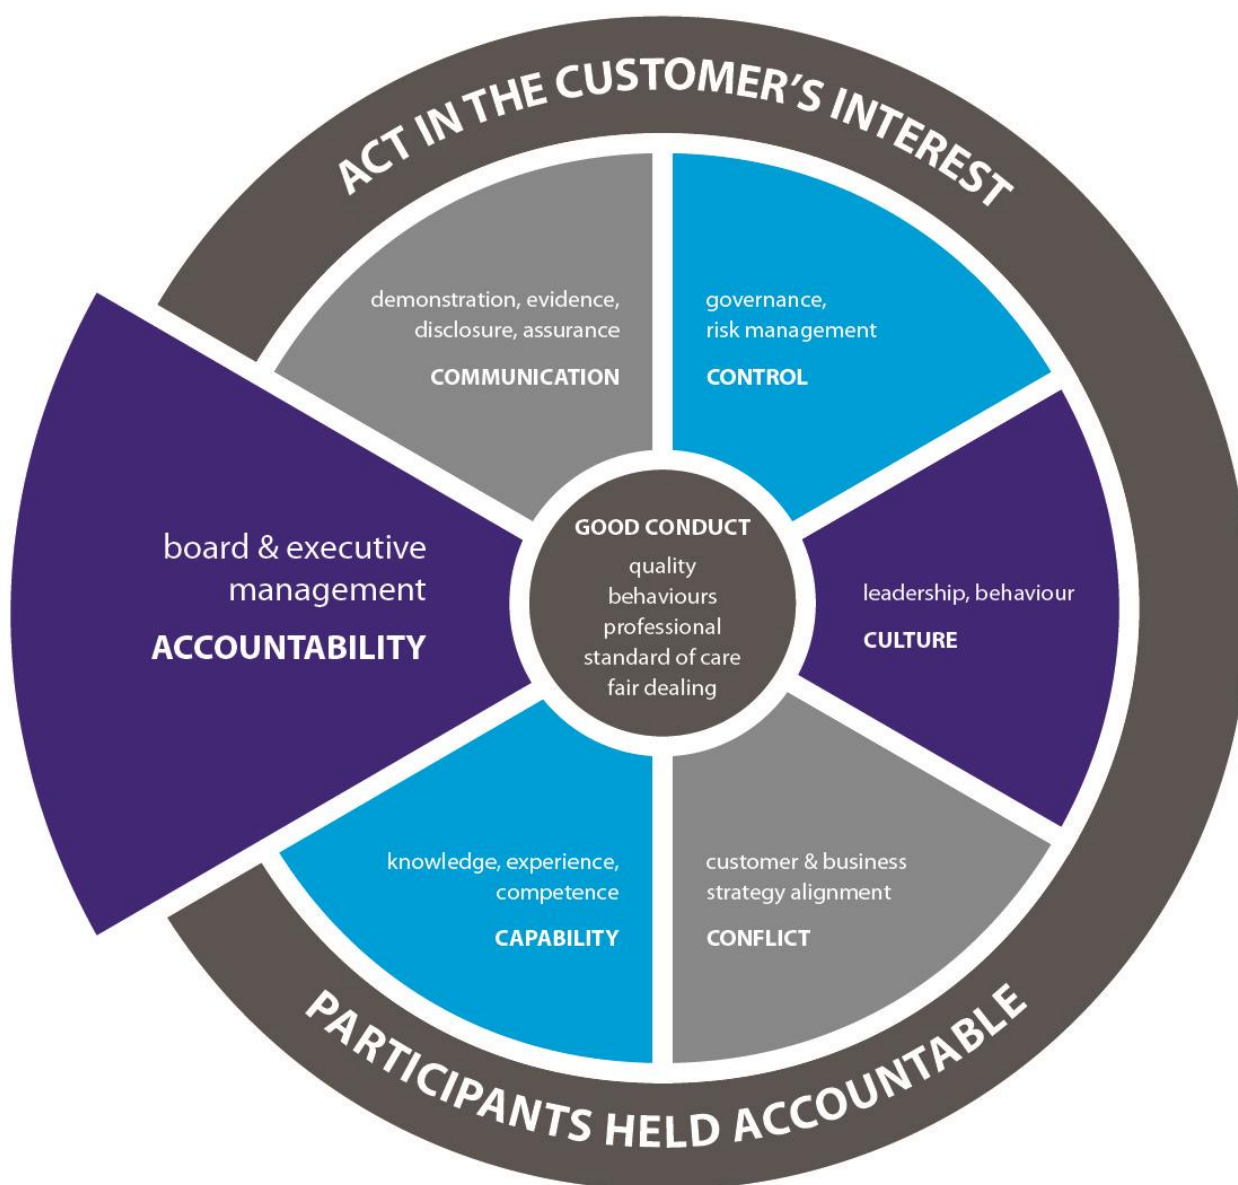 ACT IN THE CUSTOMER'S INTEREST
demonstration, evidence,
disclosure, assurance
COMMUNICATION
governance,
risk management
CONTROL
board & executive
management
ACCOUNTABILITY
GOOD CONDUCT
quality
behaviours
professional
standard of care
fair dealing
leadership, behaviour
CULTURE
knowledge, experience,
competence
CAPABILITY
customer & business
strategy alignment
CONFLICT
PARTICIPANTS HELD ACCOUNTABLE